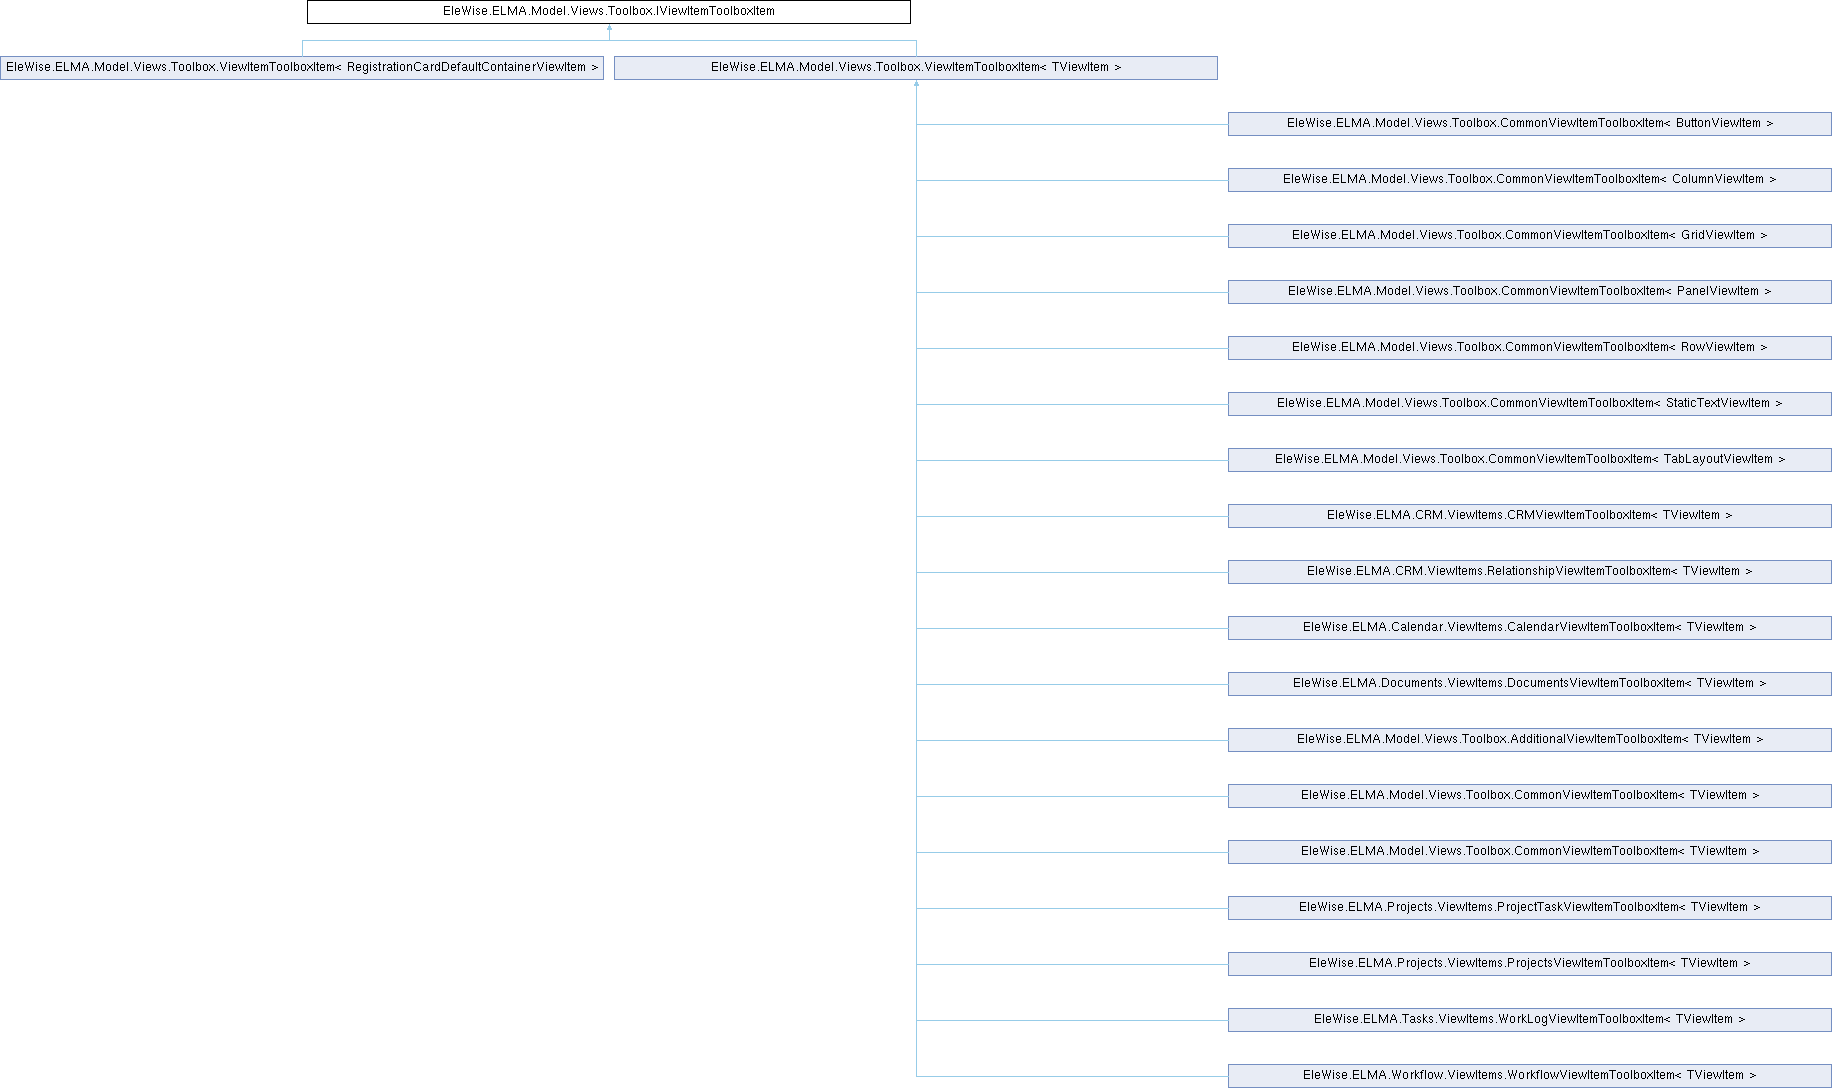 EleWise.ELMA.Model.Views.Toolbox.IViewItemToolboxItem
EleWise.ELMA.Model.Views.Toolbox.ViewItemToolboxItem< RegistrationCardDefaultContainerViewItem >
EleWise.ELMA.Model.Views.Toolbox.ViewItemToolboxItem< TViewItem >
EleWise.ELMA.Model.Views.Toolbox.CommonViewItemToolboxItem< ButtonViewItem >
EleWise.ELMA.Model.Views.Toolbox.CommonViewItemToolboxItem< ColumnViewItem >
EleWise.ELMA.Model.Views.Toolbox.CommonViewItemToolboxItem< GridViewItem >
EleWise.ELMA.Model.Views.Toolbox.CommonViewItemToolboxItem< PanelViewItem >
EleWise.ELMA.Model.Views.Toolbox.CommonViewItemToolboxItem< RowViewItem >
EleWise.ELMA.Model.Views.Toolbox.CommonViewItemToolboxItem< StaticTextViewItem >
EleWise.ELMA.Model.Views.Toolbox.CommonViewItemToolboxItem< TabLayoutViewItem >
EleWise.ELMA.CRM.ViewItems.CRMViewItemToolboxItem< TViewItem >
EleWise.ELMA.CRM.ViewItems.RelationshipViewItemToolboxItem< TViewItem >
EleWise.ELMA.Calendar.ViewItems.CalendarViewItemToolboxItem< TViewItem >
EleWise.ELMA.Documents.ViewItems.DocumentsViewItemToolboxItem< TViewItem >
EleWise.ELMA.Model.Views.Toolbox.AdditionalViewItemToolboxItem< TViewItem >
EleWise.ELMA.Model.Views.Toolbox.CommonViewItemToolboxItem< TViewItem >
EleWise.ELMA.Model.Views.Toolbox.CommonViewItemToolboxItem< TViewItem >
EleWise.ELMA.Projects.ViewItems.ProjectTaskViewItemToolboxItem< TViewItem >
EleWise.ELMA.Projects.ViewItems.ProjectsViewItemToolboxItem< TViewItem >
EleWise.ELMA.Tasks.ViewItems.WorkLogViewItemToolboxItem< TViewItem >
EleWise.ELMA.Workflow.ViewItems.WorkflowViewItemToolboxItem< TViewItem >